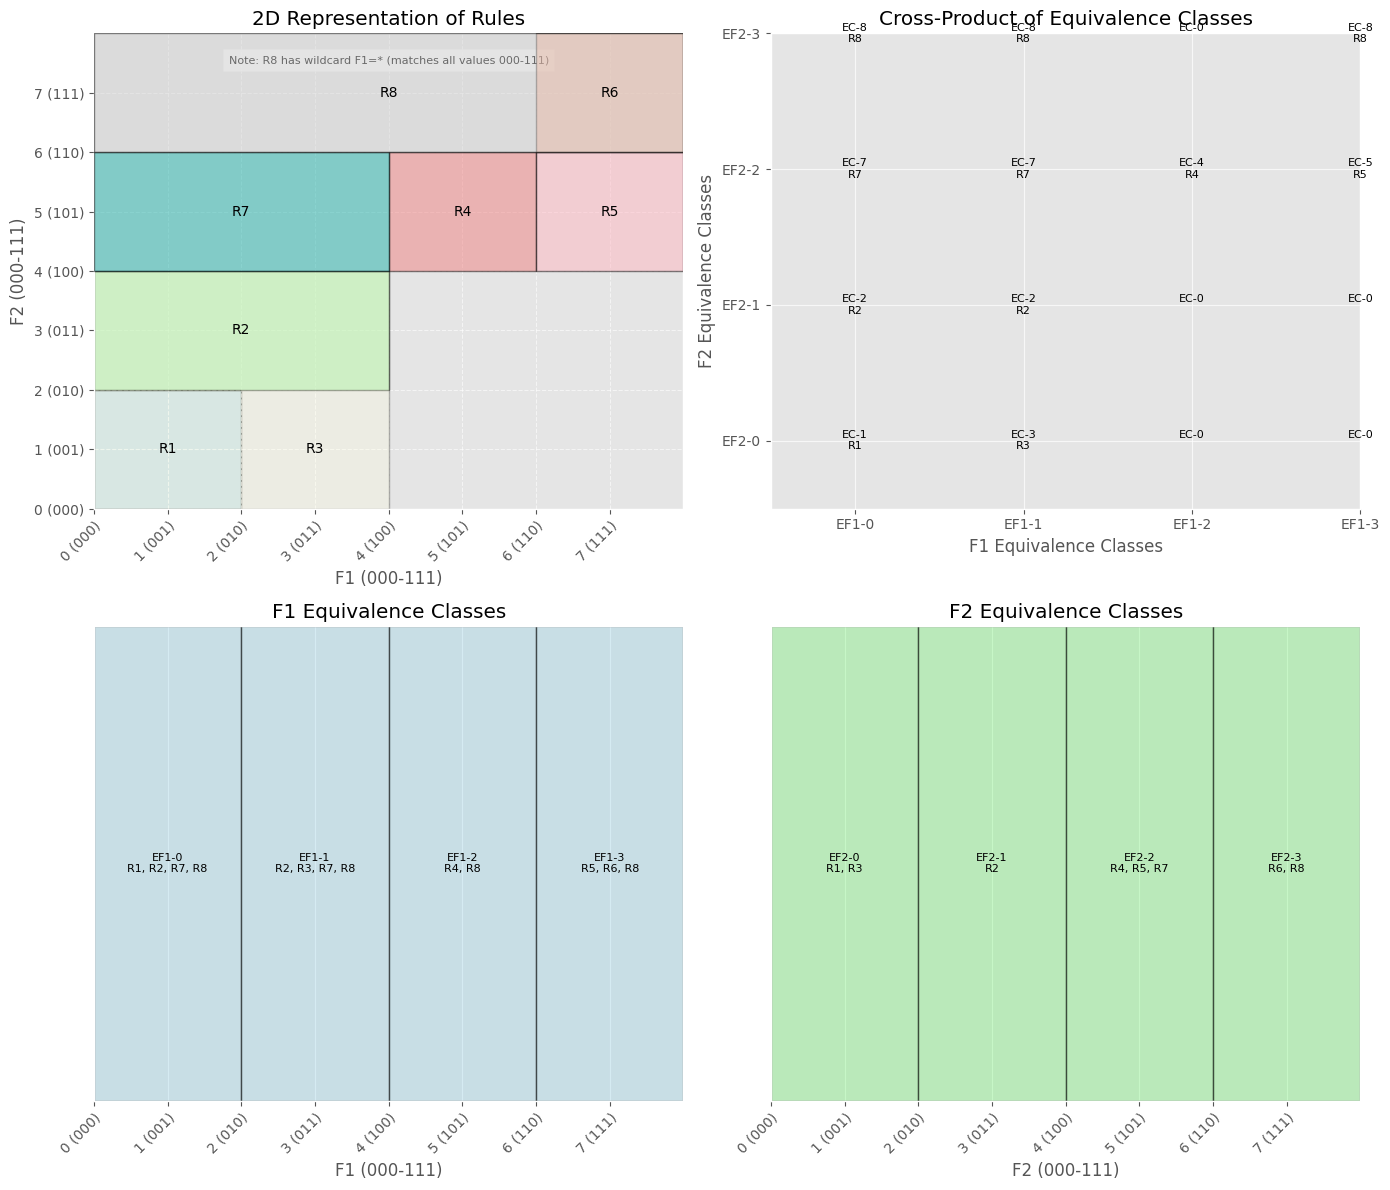 2D Representation of Rules
Note: R8 has wildcard F1=* (matches all values 000-111)
R8
R6
R7
R4
R5
R2
R1
R3
7 (111)
6 (110)
5 (101)
4 (100)
3 (011)
2 (010)
1 (001)
0 (000)
F2 (000-111)
0 (000)
1 (001)
2 (010)
3 (011)
4 (100)
5 (101)
6 (110)
7 (111)
F1 (000-111)
Cross-Product of Equivalence Classes
EF2-3
EC-8
R8
EC-8
R8
EC-0
EC-8
R8
EF2-2
EC-7
R7
EC-7
R7
EC-4
R4
EC-5
R5
EF2-1
EC-2
R2
EC-2
R2
EC-0
EC-0
EF2-0
EC-1
R1
EC-3
R3
EC-0
EC-0
F2 Equivalence Classes
EF1-0
EF1-1
EF1-2
EF1-3
F1 Equivalence Classes
F1 Equivalence Classes
EF1-0
R1, R2, R7, R8
EF1-1
R2, R3, R7, R8
EF1-2
R4, R8
EF1-3
R5, R6, R8
0 (000)
1 (001)
2 (010)
3 (011)
4 (100)
5 (101)
6 (110)
7 (111)
F1 (000-111)
F2 Equivalence Classes
EF2-0
R1, R3
EF2-1
R2
EF2-2
R4, R5, R7
EF2-3
R6, R8
0 (000)
1 (001)
2 (010)
3 (011)
4 (100)
5 (101)
6 (110)
7 (111)
F2 (000-111)